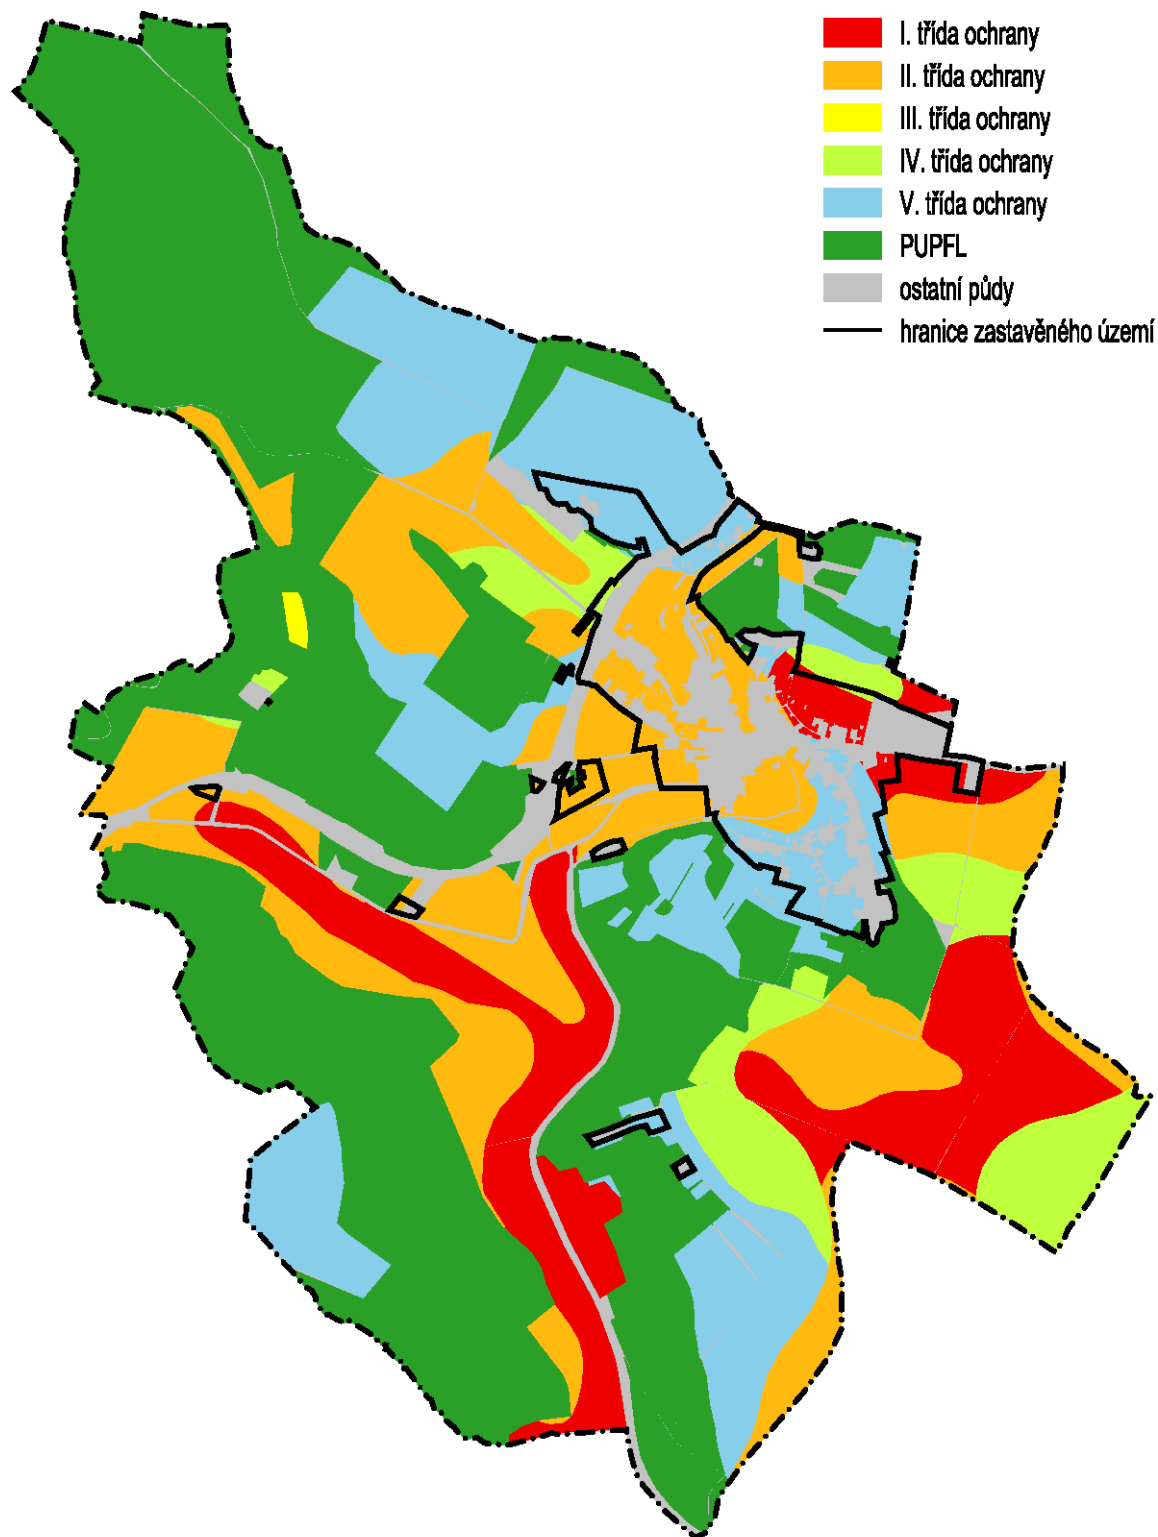 I. třída ochrany
II. třída ochrany
III. třída ochrany
IV. třída ochrany
V. třída ochrany
PUPFL
ostatní půdy
hranice zastavěného území